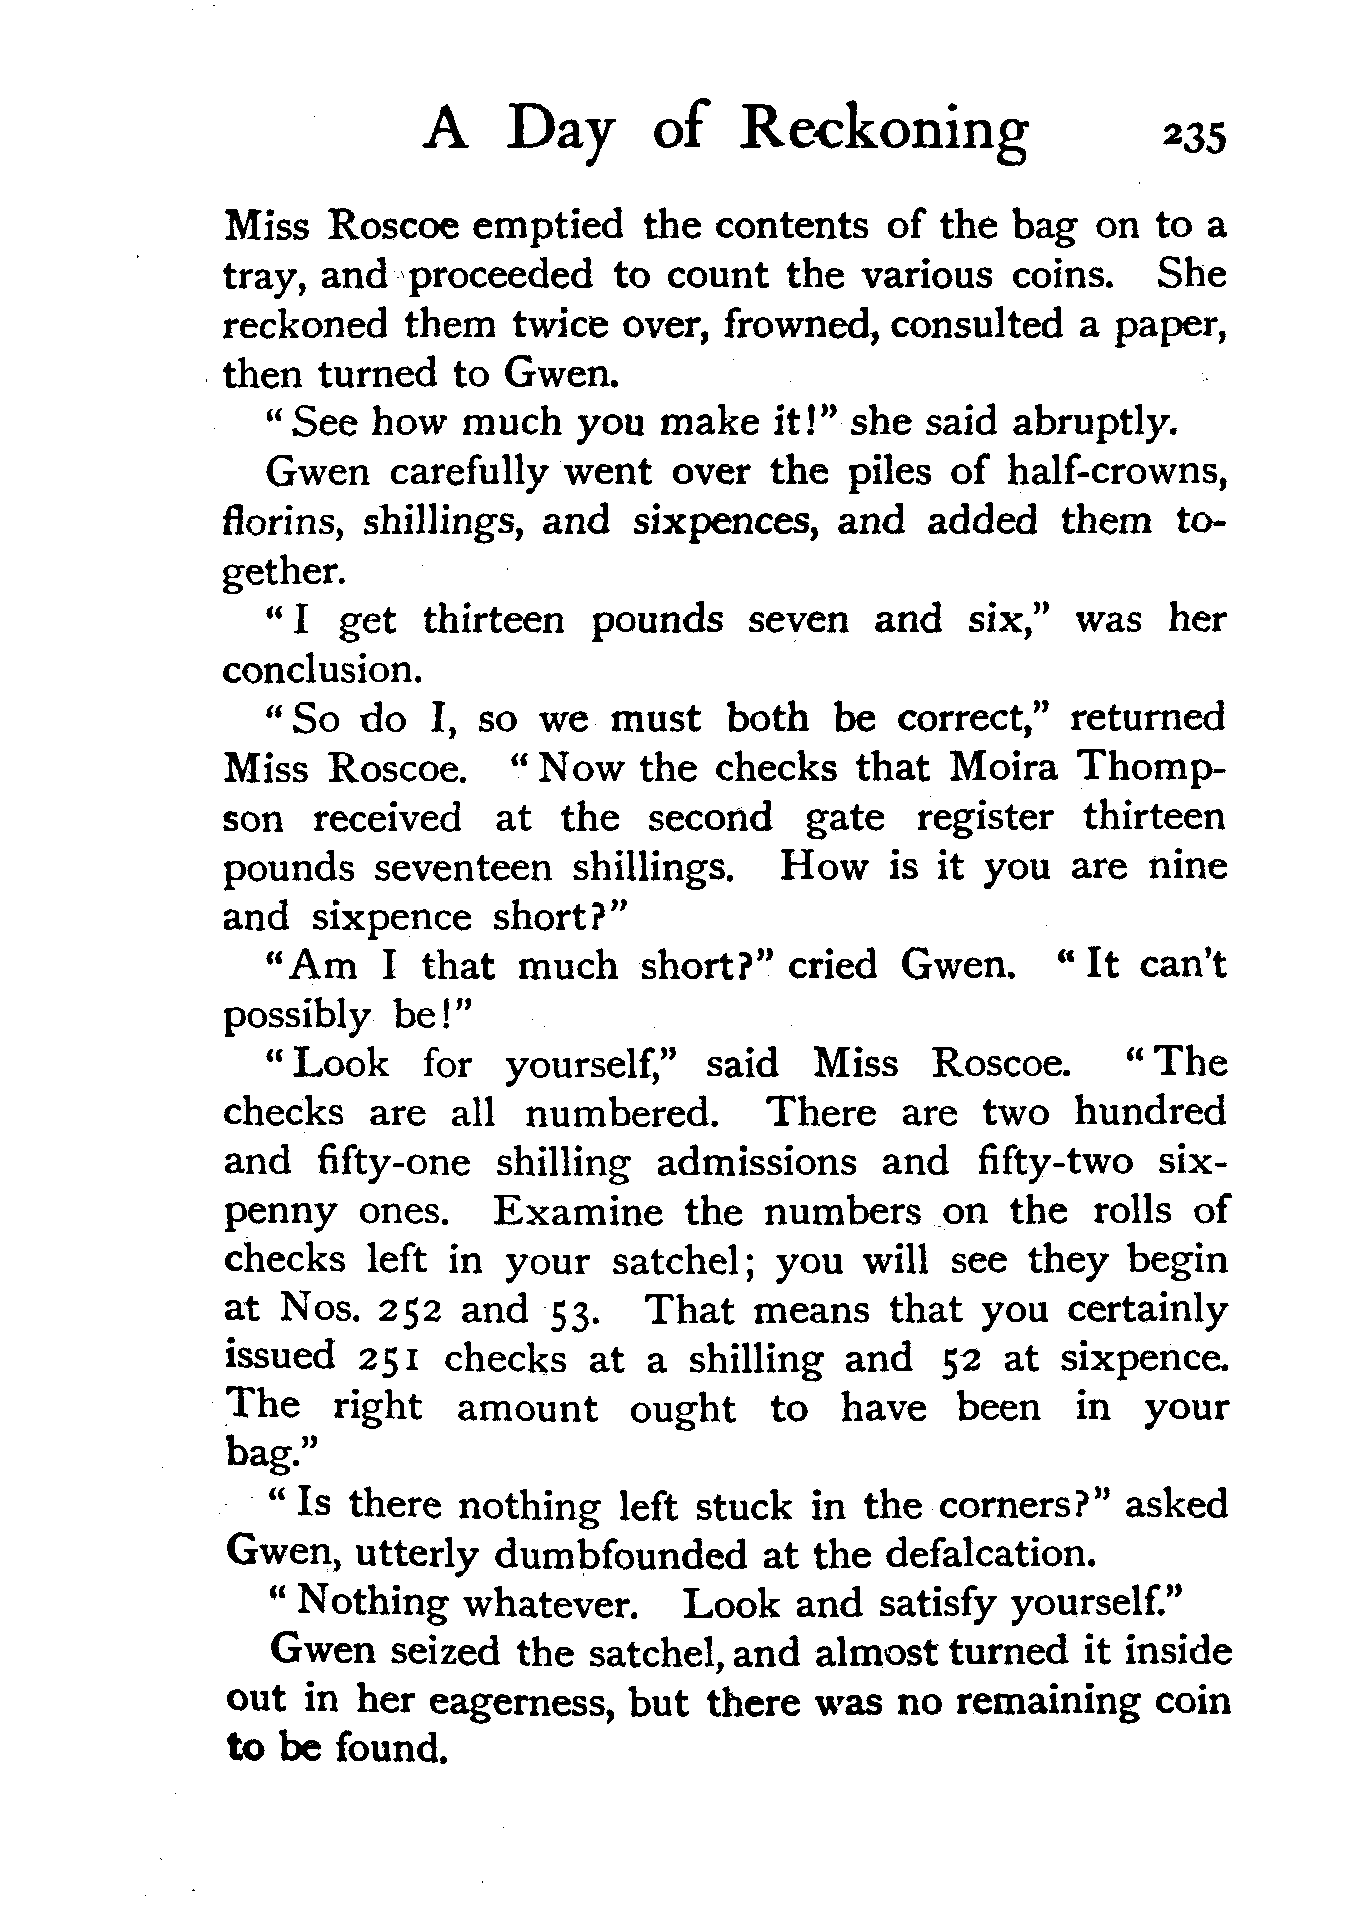 A Day of Reckoning 235
Miss Roscoe emptied the contents of the bag on to a
tray, and proceeded to count the various coins. She
reckoned them twice over, frowned, consulted a paper,
then turned to Gwen.
"See how much you make it!" she said abruptly.
Gwen carefully went over the piles of half-crowns,
florins, shillings, and sixpences, and added them to-
gether.
"I get thirteen pounds seven and six," was her
conclusion.
"So do I, so we must both be correct," returned
Miss Roscoe. "Now the checks that Moira Thomp-
son received at the second gate register thirteen
pounds seventeen shillings. How is it you are nine
and sixpence short?"
"Am I that much short?" cried Gwen. "It can't
possibly be!"
"Look for yourself," said Miss Roscoe. "The
checks are all numbered. There are two hundred
and fifty-one shilling admissions and fifty-two six-
penny ones. Examine the numbers on the rolls of
checks left in your satchel; you will see they begin
at Nos. 252 and 53. That means that you certainly
issued 251 checks at a shilling and 52 at sixpence.
The right amount ought to have been in your
bag."
"Is there nothing left stuck in the corners?" asked
Gwen, utterly dumbfounded at the defalcation.
"Nothing whatever. Look and satisfy yourself."
Gwen seized the satchel, and almost turned it inside
out in her eagerness, but there was no remaining coin
to be found.